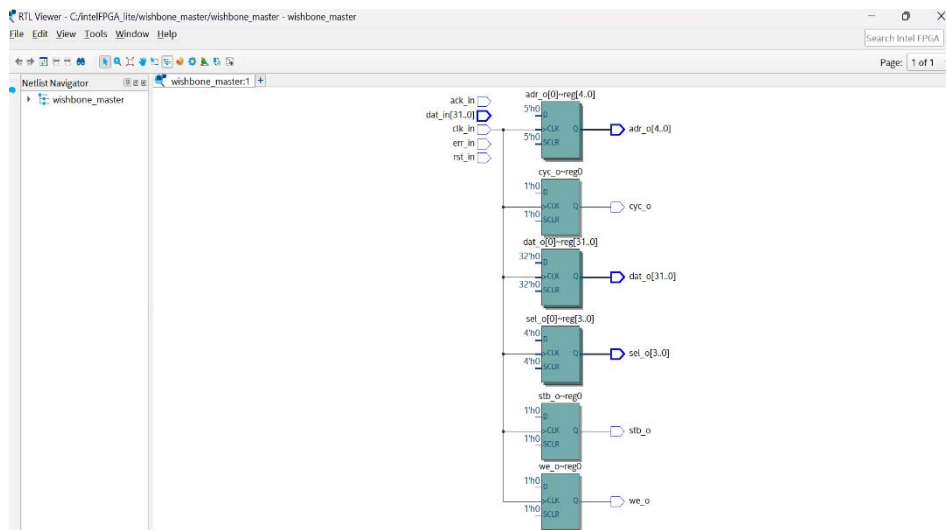 RTL Viewer - C:/intelFPGA_lite/wishbone_master/wishbone_master - wishbone_master
File Edit View Tools Window Help
Search Intel FPGA
Page: 1 of 1
Netlist Navigator
wishbone_master:1
wishbone_master
ack_in
dat_in[31..0]
clk_in
err_in
rst_in
adr_o[0]~reg[4..0]
5'h0
D
>CLK Q
5'h0
SCLR
adr_o[4..0]
cyc_o~reg0
1'h0
D
>CLK Q
1'h0
SCLR
cyc_o
dat_o[0]~reg[31..0]
32'h0
D
>CLK Q
32'h0
SCLR
dat_o[31..0]
sel_o[0]~reg[3..0]
4'h0
D
>CLK Q
4'h0
SCLR
sel_o[3..0]
stb_o~reg0
1'h0
D
>CLK Q
1'h0
SCLR
stb_o
we_o~reg0
1'h0
D
>CLK Q
1'h0
SCLR
we_o